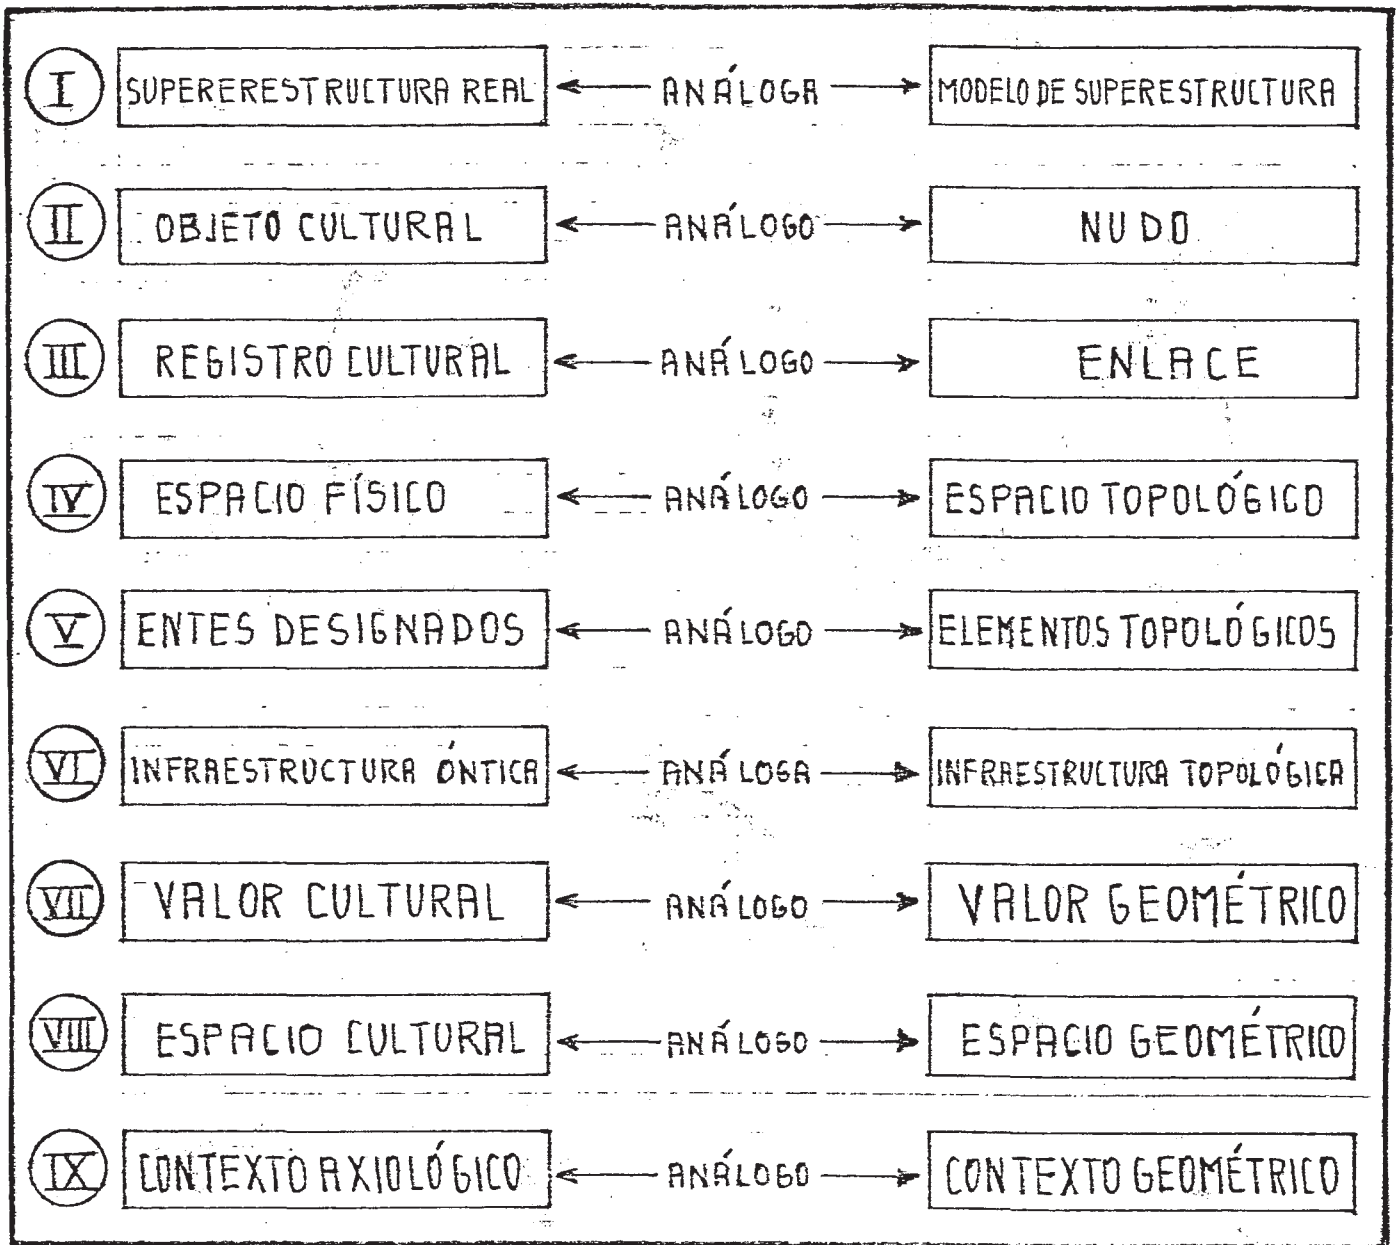 I SUPERERESTRUCTURA REAL ANÁLOGA MODELO DE SUPERESTRUCTURA
II OBJETO CULTURAL ANÁLOGO NUDO
III REGISTRO CULTURAL ANÁLOGO ENLACE
IV ESPACIO FÍSICO ANÁLOGO ESPACIO TOPOLÓGICO
V ENTES DESIGNADOS ANÁLOGO ELEMENTOS TOPOLÓGICOS
VI INFRAESTRUCTURA ÓNTICA ANÁLOGA INFRAESTRUCTURA TOPOLÓGICA
VII VALOR CULTURAL ANÁLOGO VALOR GEOMÉTRICO
VIII ESPACIO CULTURAL ANÁLOGO ESPACIO GEOMÉTRICO
IX CONTEXTO AXIOLÓGICO ANÁLOGO CONTEXTO GEOMÉTRICO